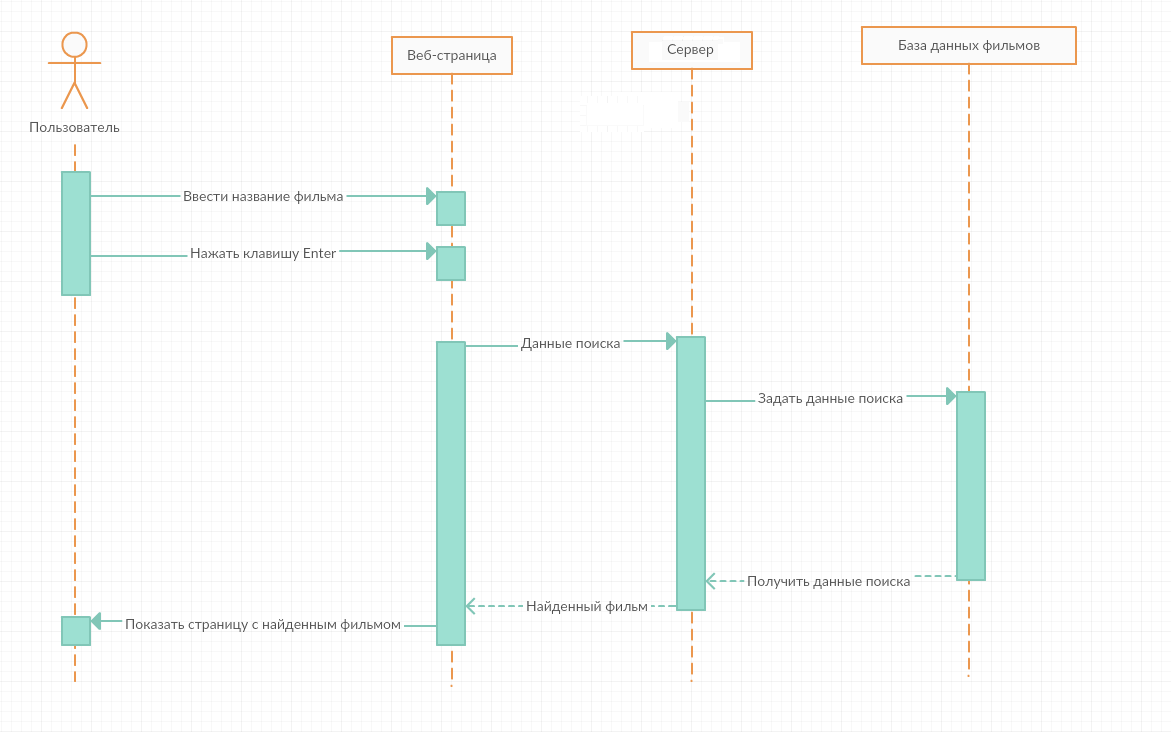 Веб-страница
Сервер
База данных фильмов
Пользователь
Ввести название фильма
Нажать клавишу Enter
Данные поиска
Задать данные поиска
Получить данные поиска
Найденный фильм
Показать страницу с найденным фильмом